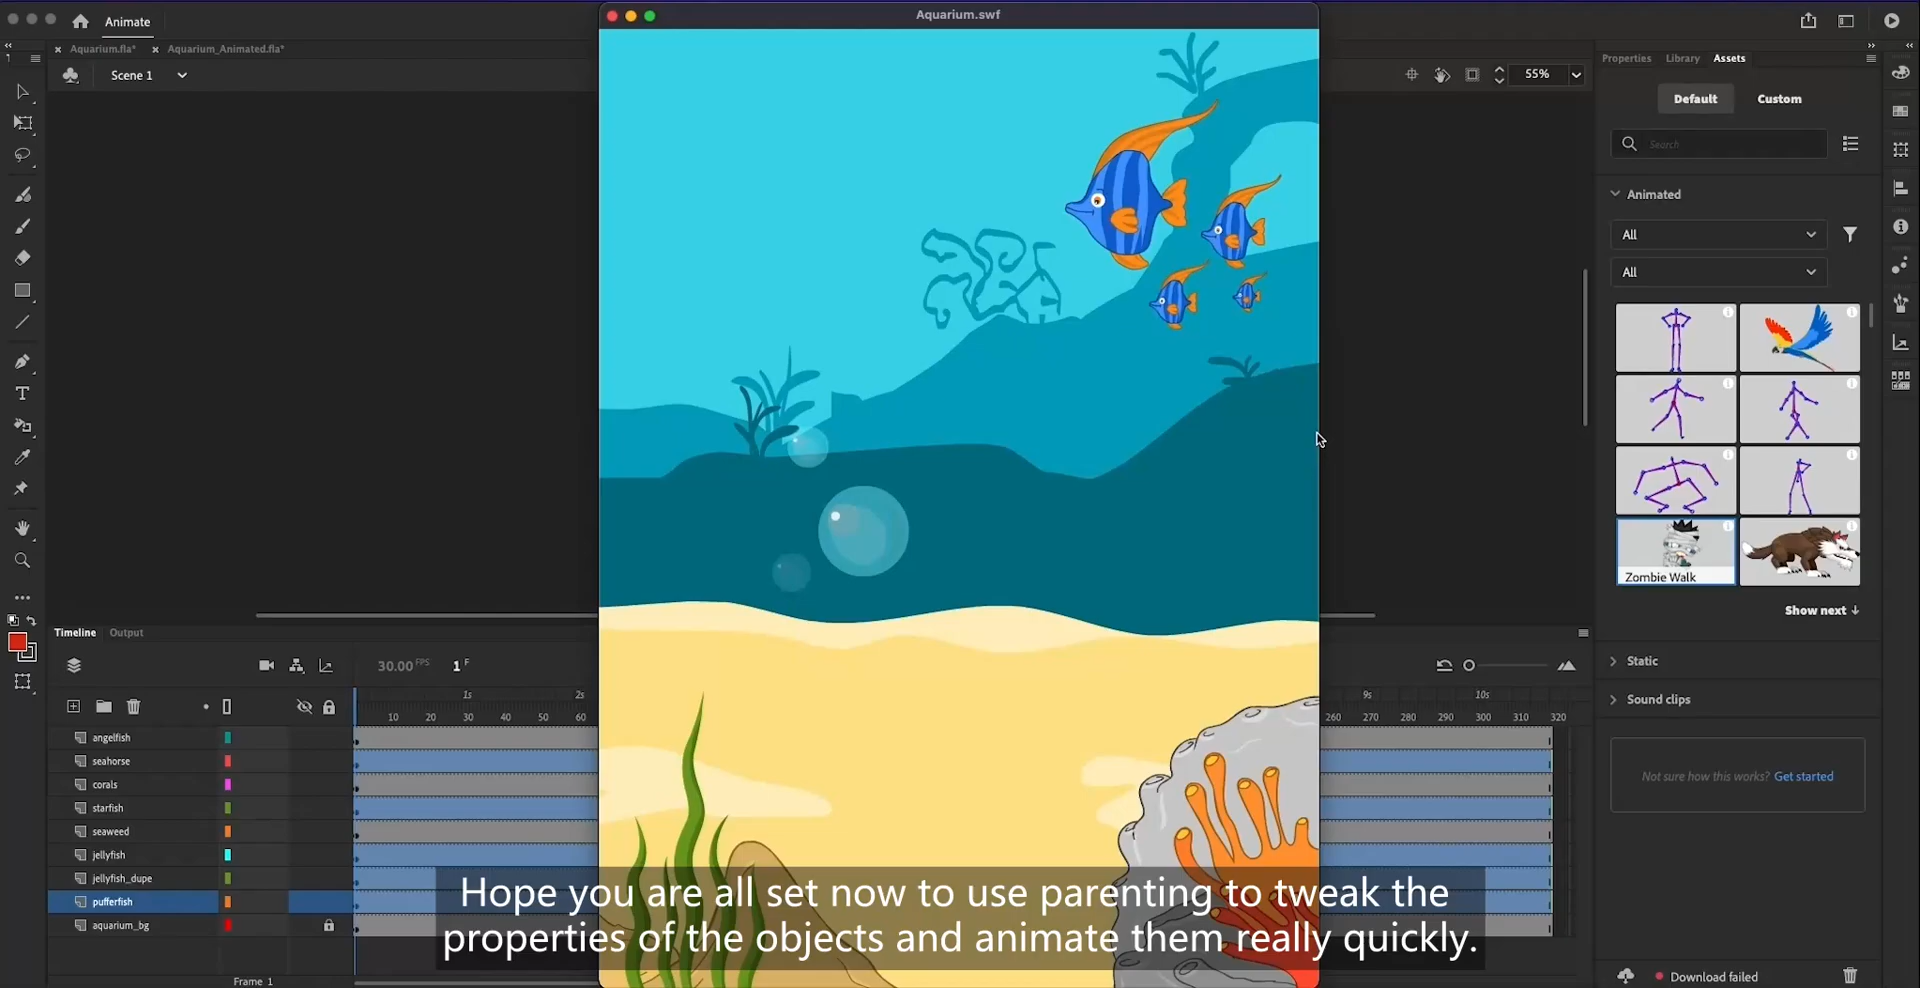 Aquarium.swf
Animate
Aquarium.fla*
Aquarium_Animated.fla*
Scene 1
55%
Properties
Library
Assets
Default
Custom
Search
Animated
All
All
Zombie Walk
Show next
Static
Sound clips
Not sure how this works? Get started
Download failed
Timeline
Output
30.00 FPS
1 F
1s
2s
9s
10s
10
20
30
40
50
60
260
270
280
290
300
310
320
angelfish
seahorse
corals
starfish
seaweed
jellyfish
jellyfish_dupe
pufferfish
aquarium_bg
Frame 1
Hope you are all set now to use parenting to tweak the
properties of the objects and animate them really quickly.